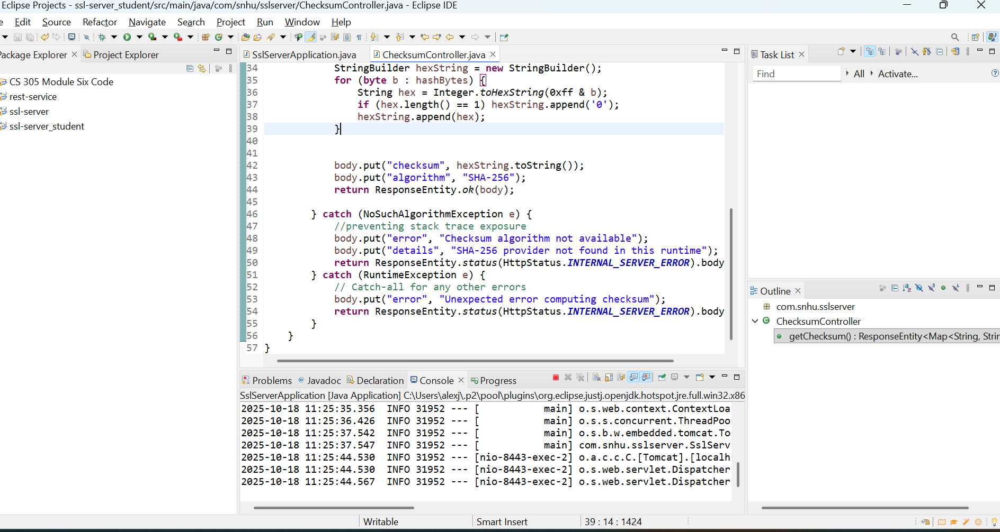 Eclipse Projects - ssl-server_student/src/main/java/com/snhu/sslserver/ChecksumController.java - Eclipse IDE
e Edit Source Refactor Navigate Search Project Run Window Help
Package Explorer Project Explorer
CS 305 Module Six Code
rest-service
ssl-server
ssl-server_student
SslServerApplication.java ChecksumController.java
34 StringBuilder hexString = new StringBuilder();
35 for (byte b : hashBytes) {
36 String hex = Integer.toHexString(0xff & b);
37 if (hex.length() == 1) hexString.append('0');
38 hexString.append(hex);
39 }
40
41
42 body.put("checksum", hexString.toString());
43 body.put("algorithm", "SHA-256");
44 return ResponseEntity.ok(body);
45
46 } catch (NoSuchAlgorithmException e) {
47 //preventing stack trace exposure
48 body.put("error", "Checksum algorithm not available");
49 body.put("details", "SHA-256 provider not found in this runtime");
50 return ResponseEntity.status(HttpStatus.INTERNAL_SERVER_ERROR).body
51 } catch (RuntimeException e) {
52 // Catch-all for any other errors
53 body.put("error", "Unexpected error computing checksum");
54 return ResponseEntity.status(HttpStatus.INTERNAL_SERVER_ERROR).body
55 }
56 }
57 }
Problems Javadoc Declaration Console Progress
SslServerApplication [Java Application] C:\Users\alexj\.p2\pool\plugins\org.eclipse.justj.openjdk.hotspot.jre.full.win32.x86
2025-10-18 11:25:35.356 INFO 31952 --- [ main] o.s.web.context.ContextLoa
2025-10-18 11:25:36.426 INFO 31952 --- [ main] o.s.s.concurrent.ThreadPoo
2025-10-18 11:25:37.542 INFO 31952 --- [ main] o.s.b.w.embedded.tomcat.To
2025-10-18 11:25:37.547 INFO 31952 --- [ main] com.snhu.sslserver.SslServ
2025-10-18 11:25:44.530 INFO 31952 --- [nio-8443-exec-2] o.a.c.c.C.[Tomcat].[localh
2025-10-18 11:25:44.530 INFO 31952 --- [nio-8443-exec-2] o.s.web.servlet.Dispatcher
2025-10-18 11:25:44.567 INFO 31952 --- [nio-8443-exec-2] o.s.web.servlet.Dispatcher
Task List
Find All Activate...
Outline
com.snhu.sslserver
ChecksumController
getChecksum() : ResponseEntity<Map<String, Strin
Writable Smart Insert 39 : 14 : 1424